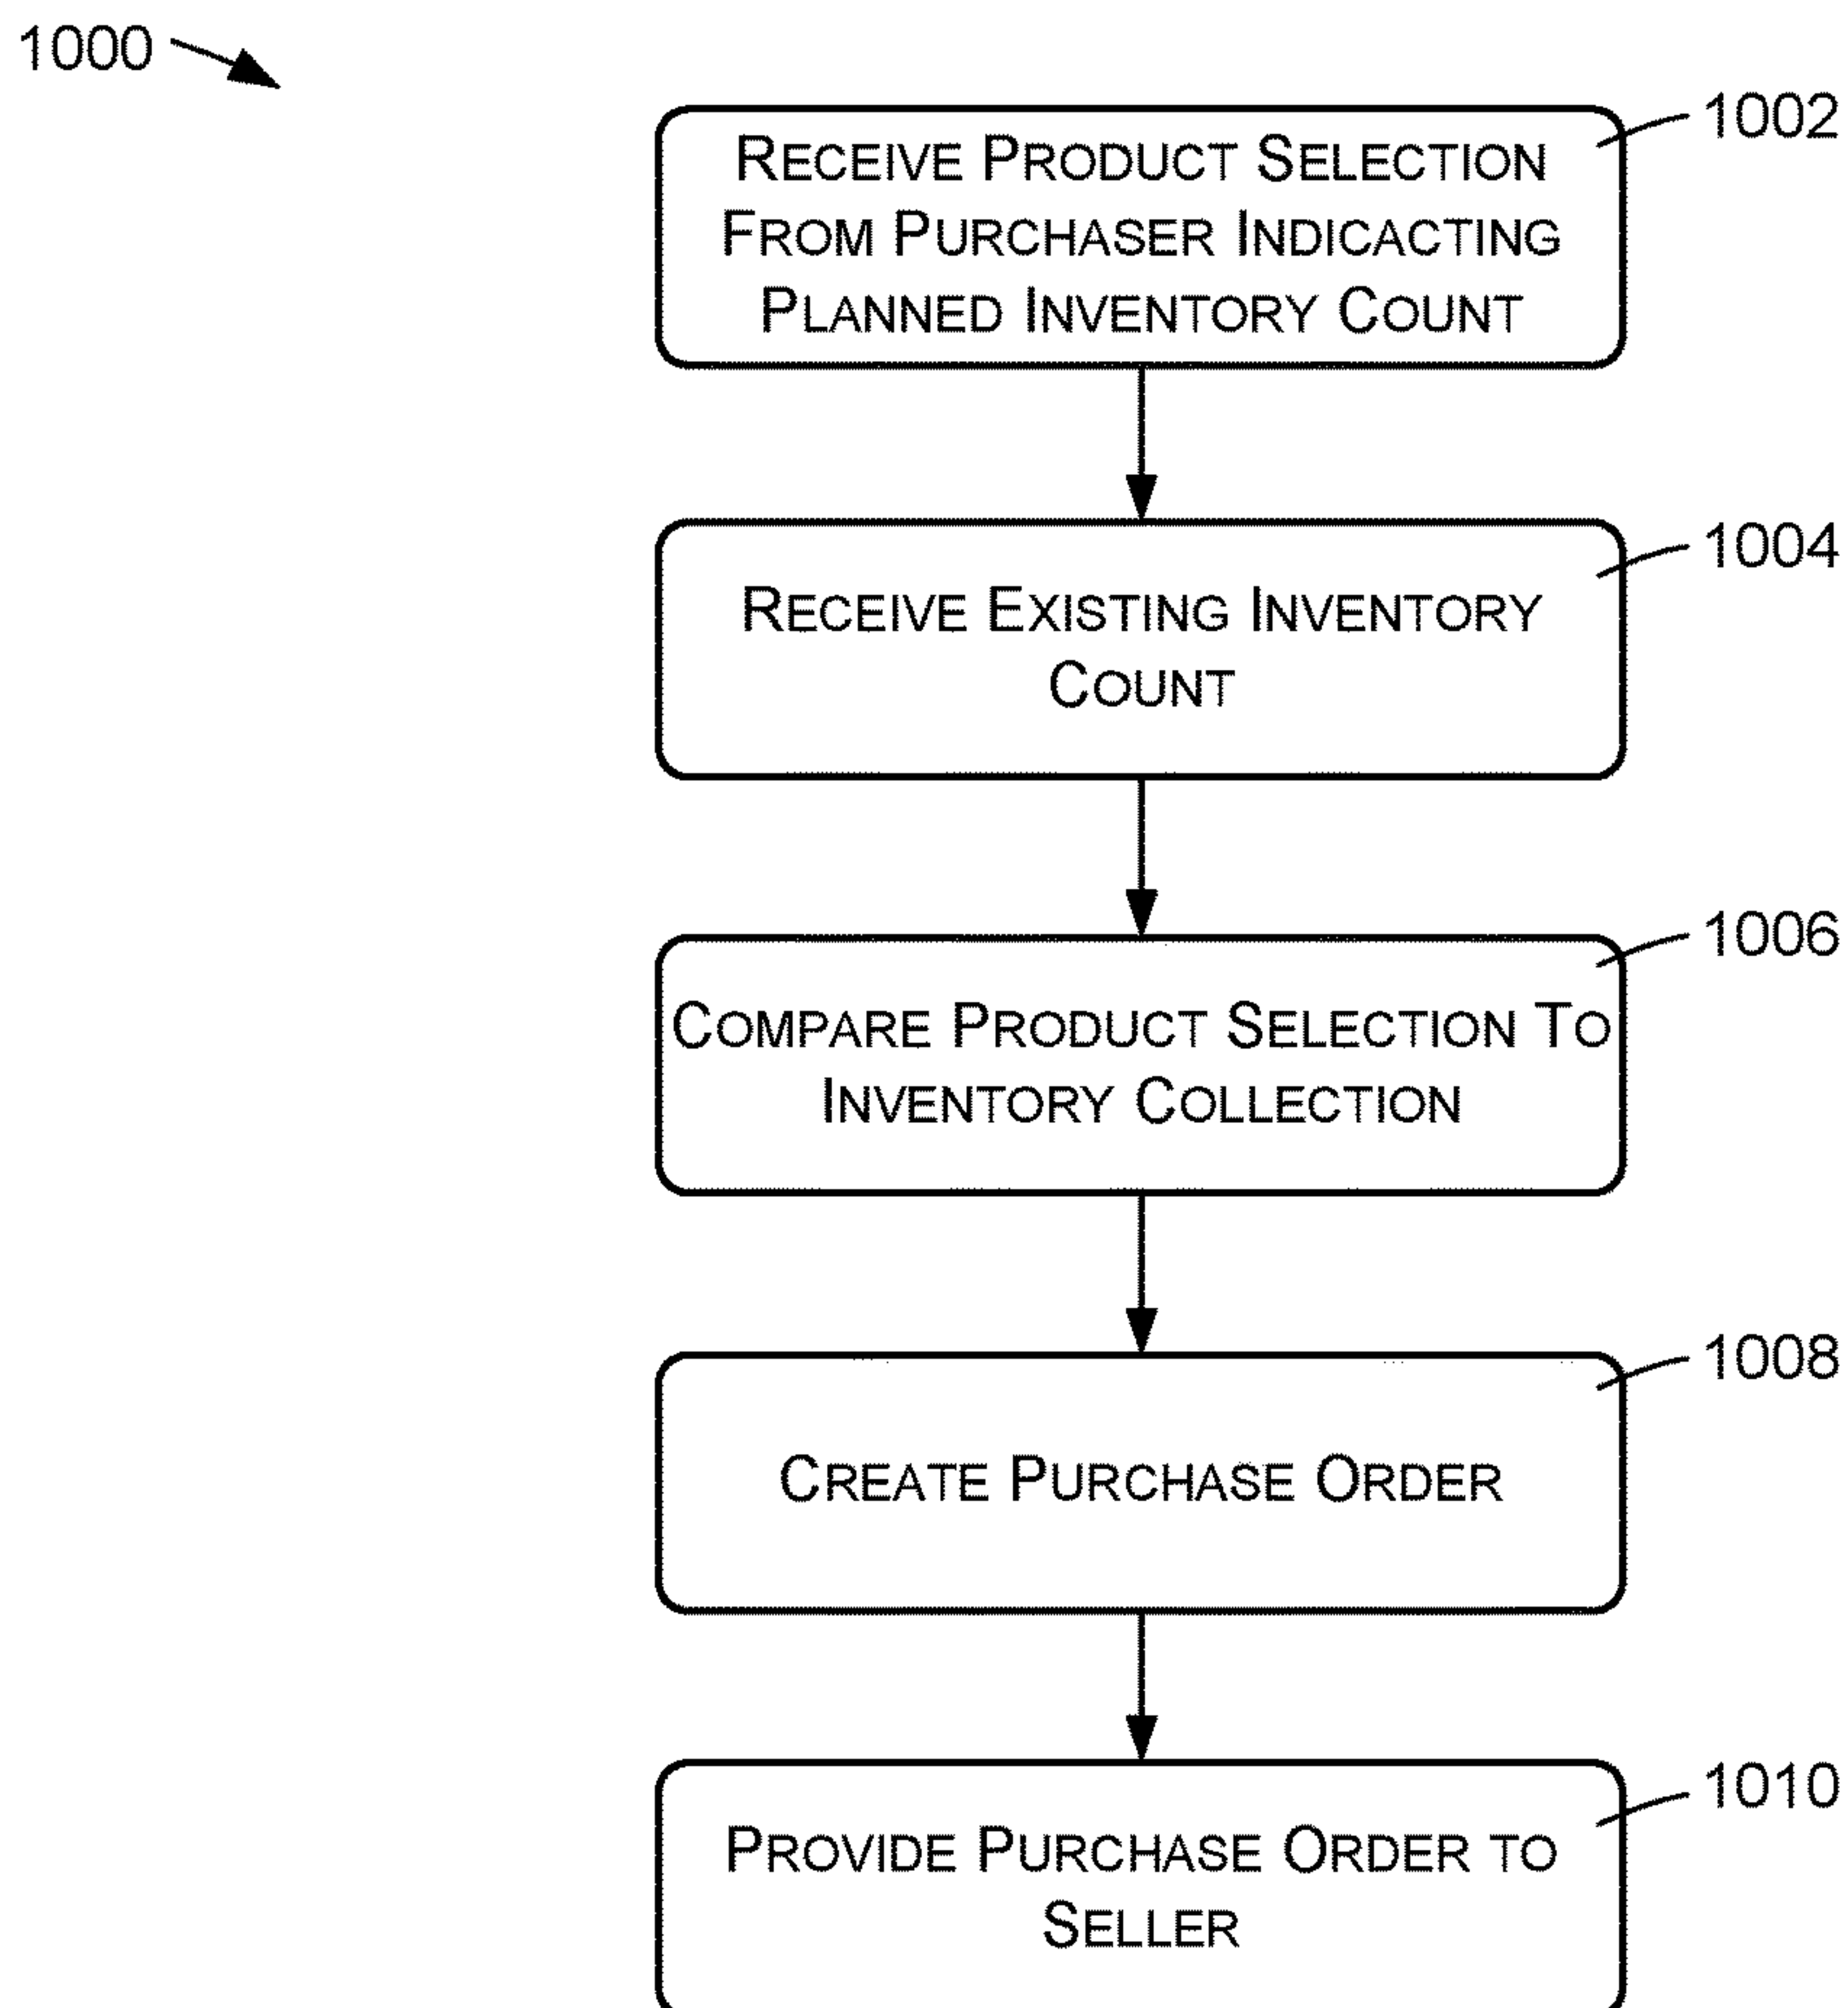 1000
1002
RECEIVE PRODUCT SELECTION
FROM PURCHASER INDICACTING
PLANNED INVENTORY COUNT
1004
RECEIVE EXISTING INVENTORY
COUNT
1006
COMPARE PRODUCT SELECTION TO
INVENTORY COLLECTION
1008
CREATE PURCHASE ORDER
1010
PROVIDE PURCHASE ORDER TO
SELLER